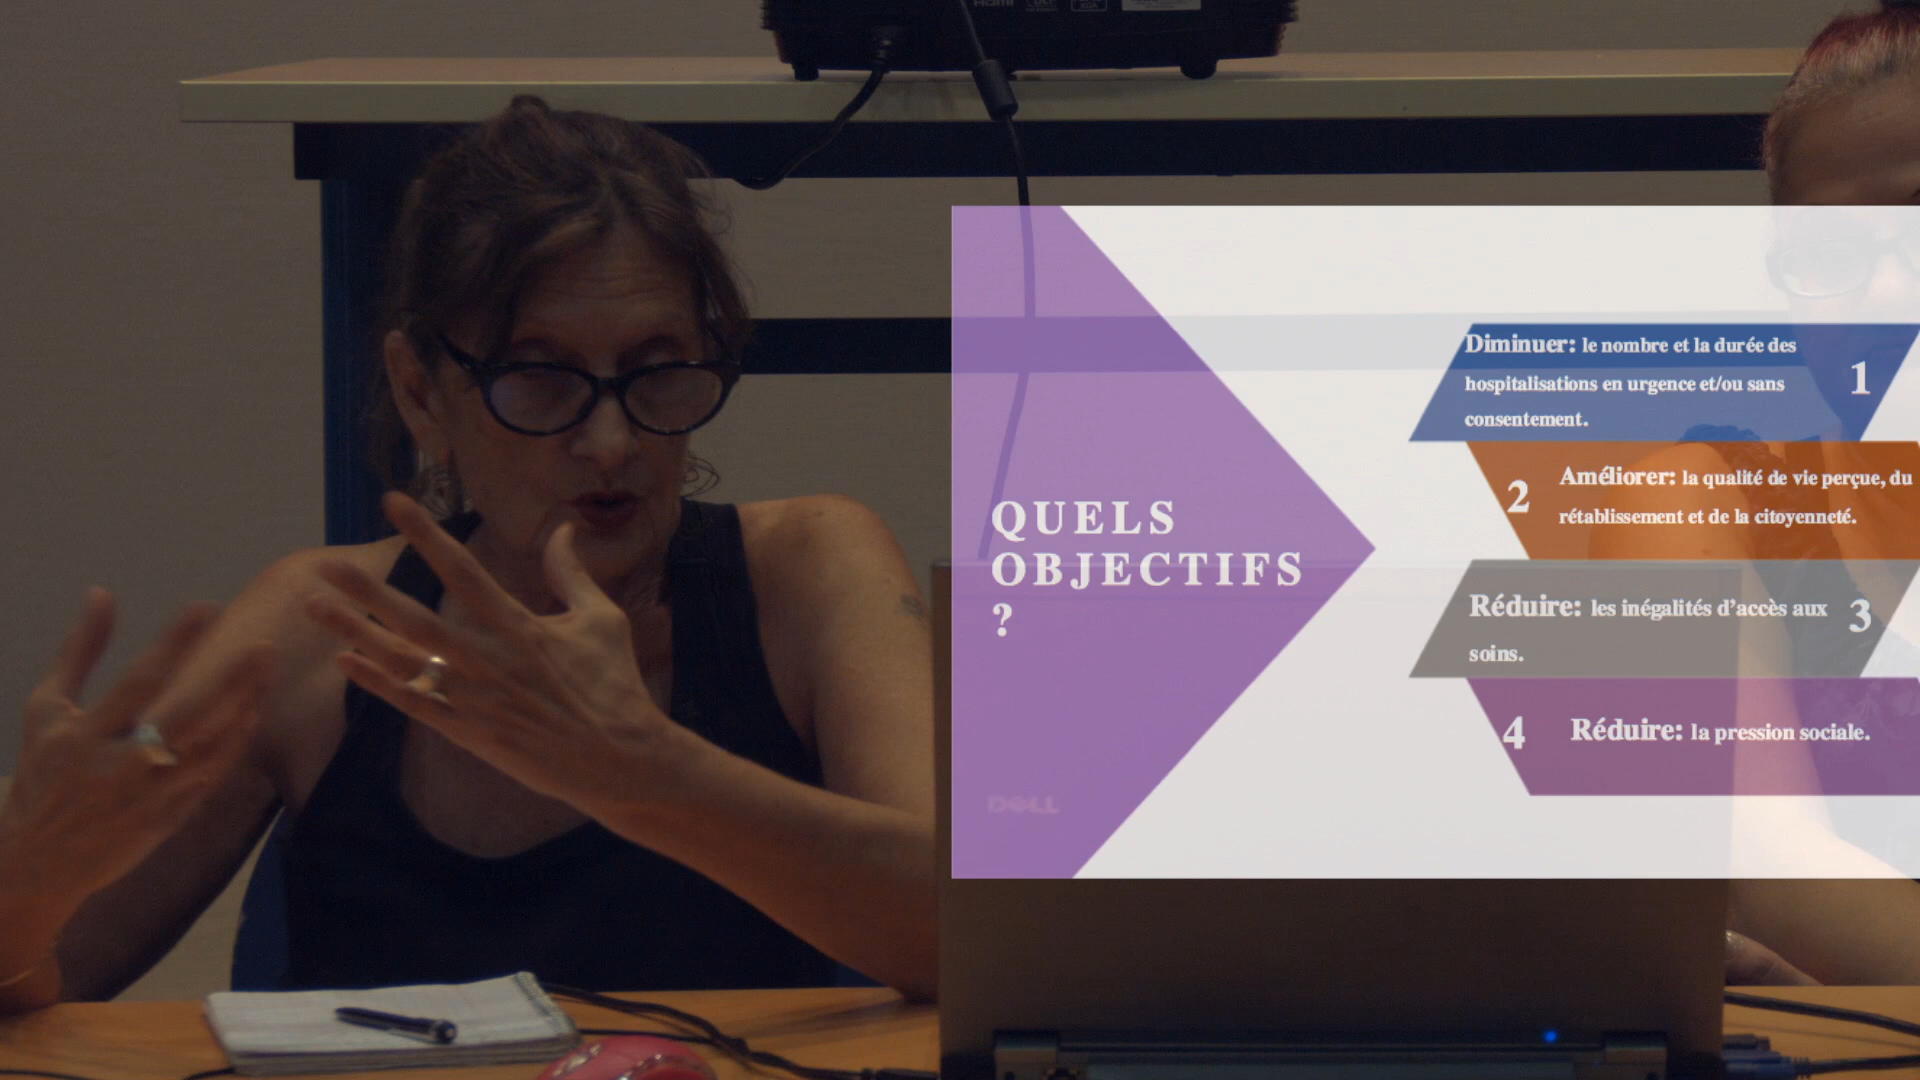 HDMI
QUELS
OBJECTIFS
?
Diminuer: le nombre et la durée des
hospitalisations en urgence et/ou sans
consentement.
1
2
Améliorer: la qualité de vie perçue, du
rétablissement et de la citoyenneté.
Réduire: les inégalités d’accès aux
soins.
3
4
Réduire: la pression sociale.
DELL